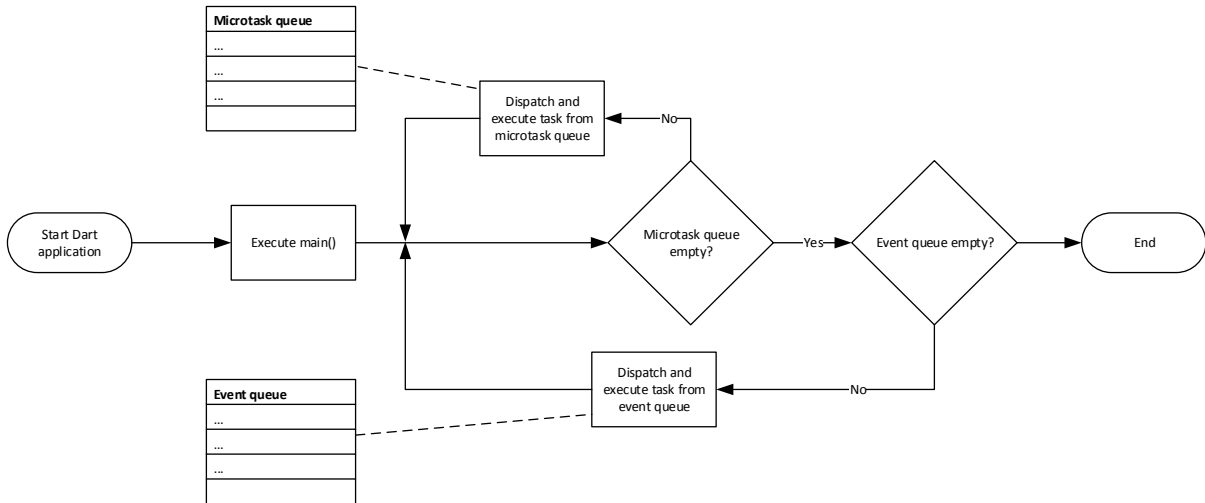 Microtask queue
...
...
...
Dispatch and
execute task from
microtask queue
No
Start Dart
application
Execute main()
Microtask queue
empty?
Yes
Event queue empty?
End
Dispatch and
execute task from
event queue
No
Event queue
...
...
...